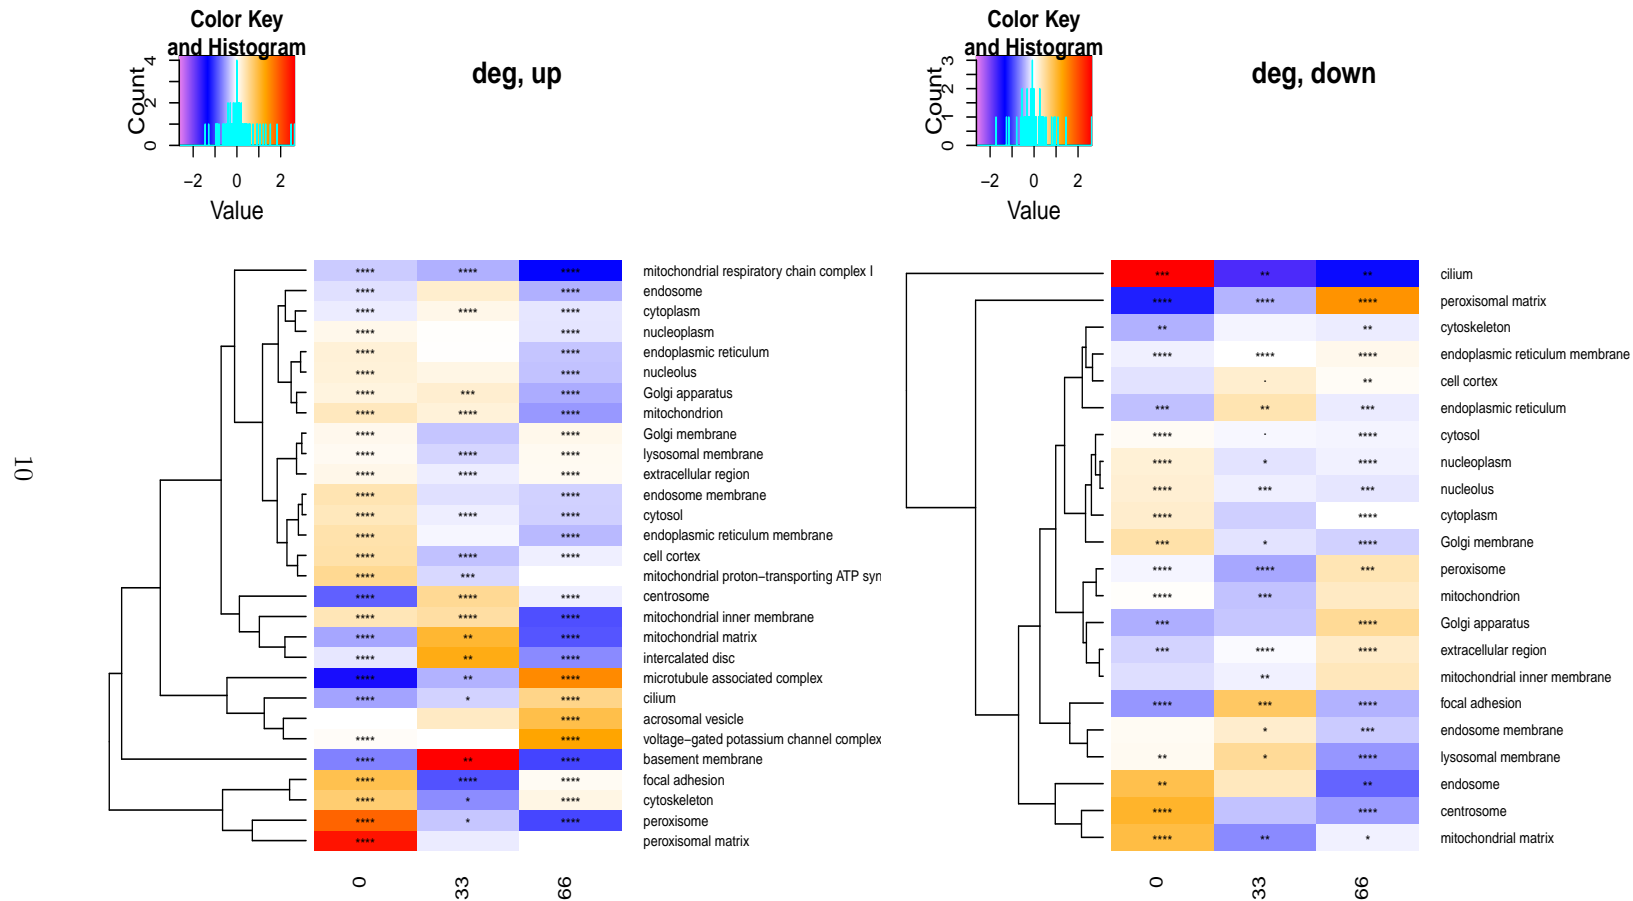 Color Key
and Histogram
Count
0 2 4
−2 0 2
Value
deg, up
**** **** **** mitochondrial respiratory chain complex I
**** **** endosome
**** **** **** cytoplasm
**** **** nucleoplasm
**** **** endoplasmic reticulum
**** **** nucleolus
**** *** **** Golgi apparatus
**** **** **** mitochondrion
**** **** Golgi membrane
**** **** **** lysosomal membrane
**** **** **** extracellular region
**** **** endosome membrane
**** **** **** cytosol
**** **** endoplasmic reticulum membrane
**** **** **** cell cortex
**** *** mitochondrial proton−transporting ATP syn
**** **** **** centrosome
**** **** **** mitochondrial inner membrane
**** ** **** mitochondrial matrix
**** ** **** intercalated disc
**** ** **** microtubule associated complex
**** * **** cilium
**** acrosomal vesicle
**** **** voltage−gated potassium channel complex
**** ** **** basement membrane
**** **** **** focal adhesion
**** * **** cytoskeleton
**** * **** peroxisome
**** peroxisomal matrix
0 33 66
Color Key
and Histogram
Count
0 1 2 3
−2 0 2
Value
deg, down
*** ** ** cilium
**** **** **** peroxisomal matrix
** ** cytoskeleton
**** **** **** endoplasmic reticulum membrane
. ** cell cortex
*** ** *** endoplasmic reticulum
**** . **** cytosol
**** * **** nucleoplasm
**** *** *** nucleolus
**** **** cytoplasm
*** * **** Golgi membrane
**** **** *** peroxisome
**** *** mitochondrion
*** **** Golgi apparatus
*** **** **** extracellular region
** mitochondrial inner membrane
**** *** **** focal adhesion
* *** endosome membrane
** * **** lysosomal membrane
** ** endosome
**** **** centrosome
**** ** * mitochondrial matrix
0 33 66
10